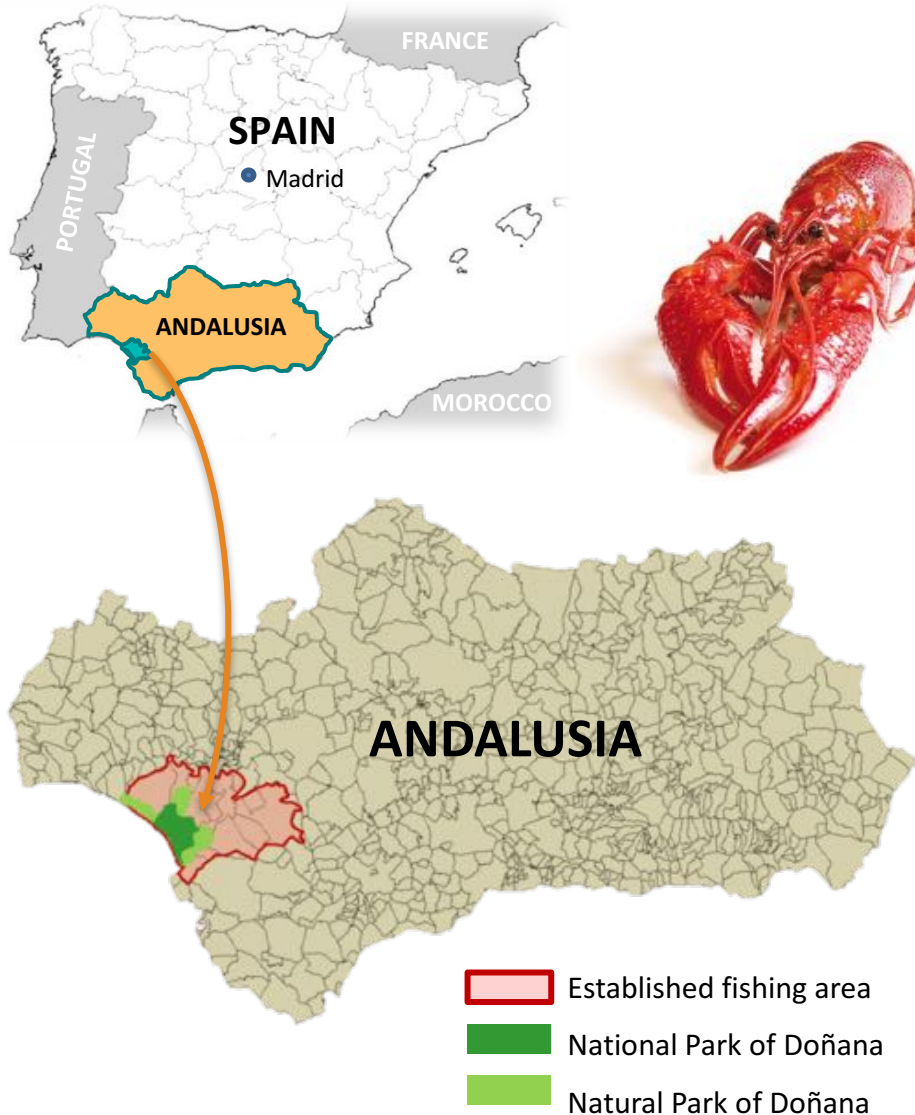 FRANCE
SPAIN
Madrid
PORTUGAL
ANDALUSIA
MOROCCO
ANDALUSIA
Established fishing area
National Park of Doñana
Natural Park of Doñana